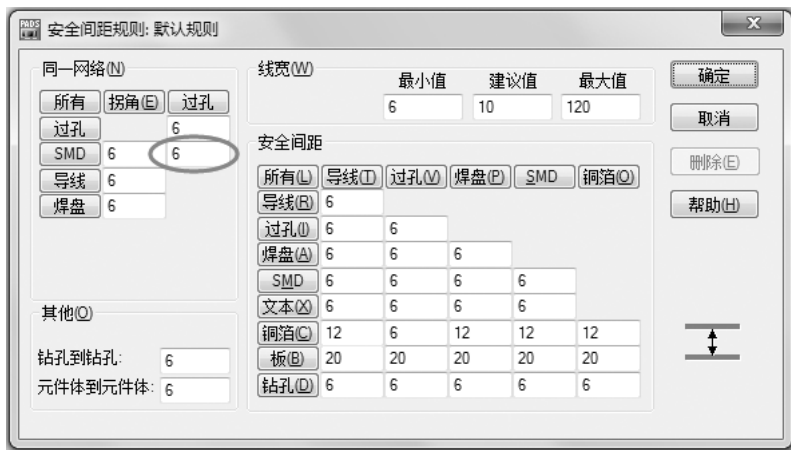 PADS 安全间距规则: 默认规则 X
同一网络(N)
所有 拐角(E) 过孔
过孔 6
SMD 6 6
导线 6
焊盘 6
其他(O)
钻孔到钻孔: 6
元件体到元件体: 6
线宽(W)
最小值 建议值 最大值
6 10 120
安全间距
所有(L) 导线(T) 过孔(V) 焊盘(P) SMD 铜箔(O)
导线(R) 6
过孔(I) 6 6
焊盘(A) 6 6 6
SMD 6 6 6 6
文本(X) 6 6 6 6
铜箔(C) 12 6 12 12 12
板(B) 20 20 20 20 20
钻孔(D) 6 6 6 6 6
确定
取消
删除(E)
帮助(H)